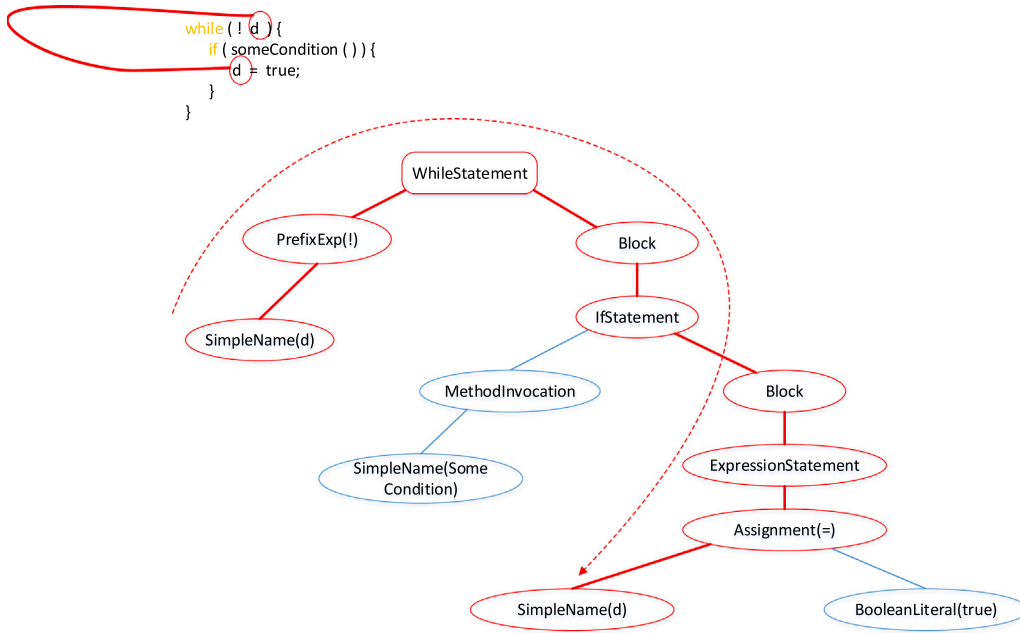 while ( ! d ) {
if ( someCondition ( ) ) {
d = true;
}
}
WhileStatement
PrefixExp(!)
Block
SimpleName(d)
IfStatement
MethodInvocation
Block
SimpleName(Some
Condition)
ExpressionStatement
Assignment(=)
SimpleName(d)
BooleanLiteral(true)